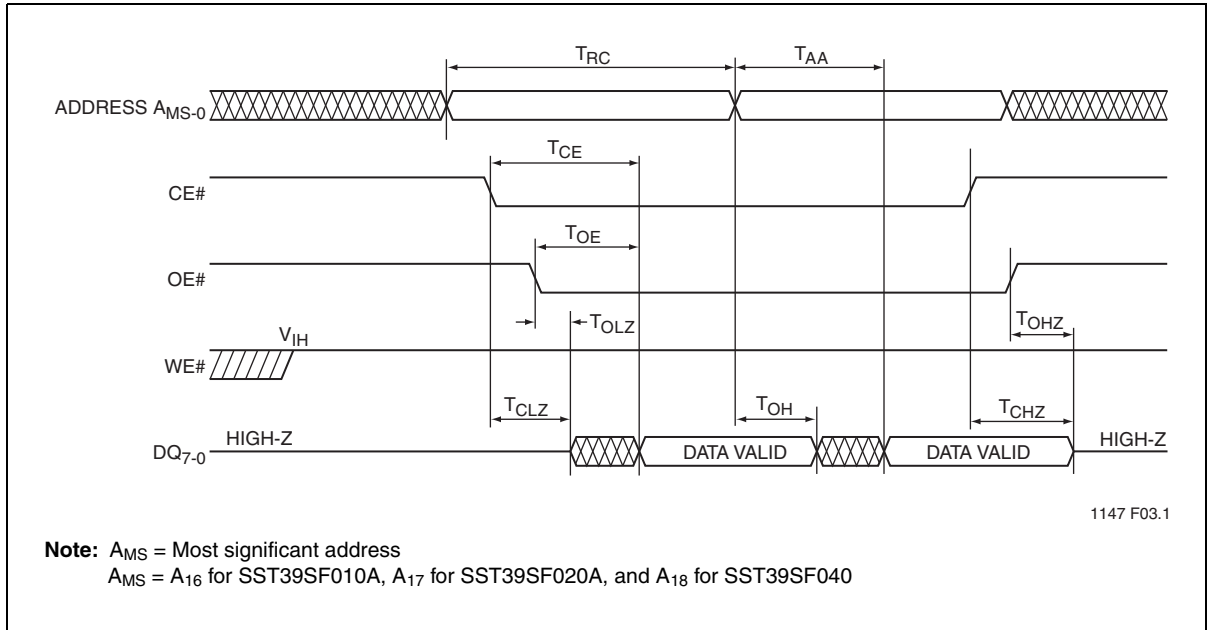 TRC TAA
ADDRESS AMS-0
TCE
CE#
TOE
OE#
TOLZ TOHZ
VIH
WE#
TCLZ TOH TCHZ
HIGH-Z HIGH-Z
DQ7-0 DATA VALID DATA VALID
1147 F03.1
Note: AMS = Most significant address
AMS = A16 for SST39SF010A, A17 for SST39SF020A, and A18 for SST39SF040